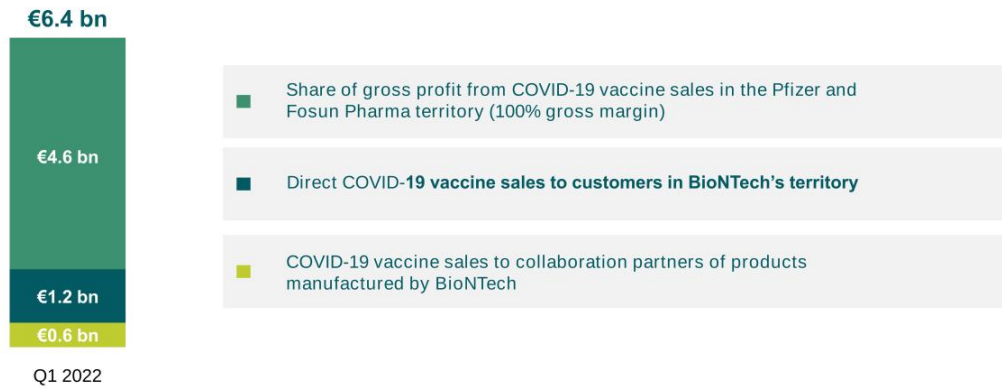 €6.4 bn
€4.6 bn
€1.2 bn
€0.6 bn
Q1 2022
Share of gross profit from COVID-19 vaccine sales in the Pfizer and
Fosun Pharma territory (100% gross margin)
Direct COVID-19 vaccine sales to customers in BioNTech’s territory
COVID-19 vaccine sales to collaboration partners of products
manufactured by BioNTech